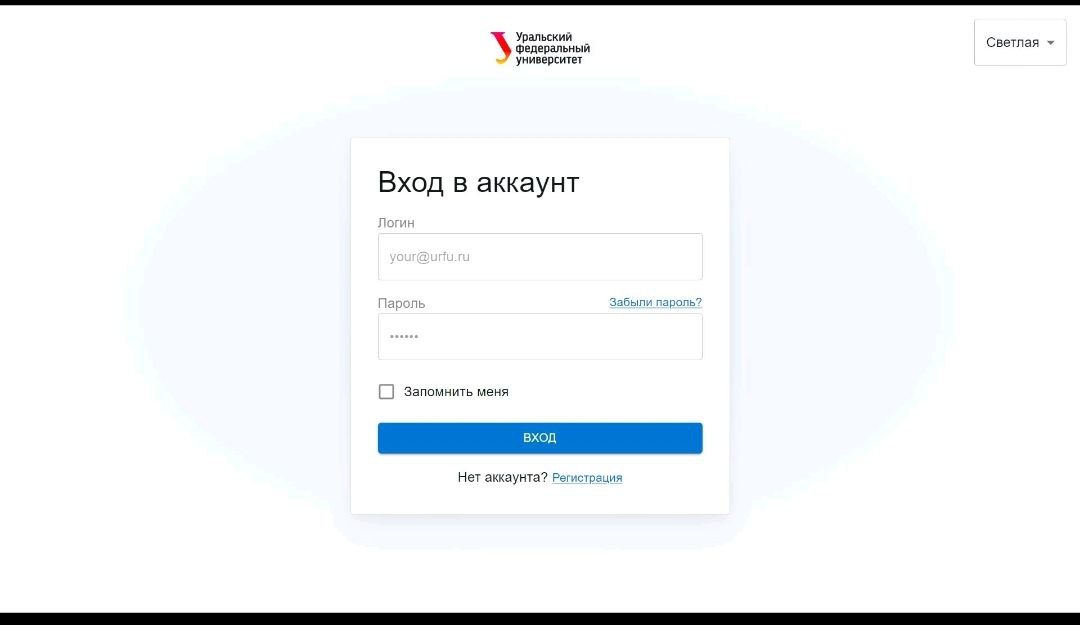 Уральский
федеральный
университет
Светлая
Вход в аккаунт
Логин
your@urfu.ru
Пароль
Забыли пароль?
••••••
Запомнить меня
ВХОД
Нет аккаунта? Регистрация